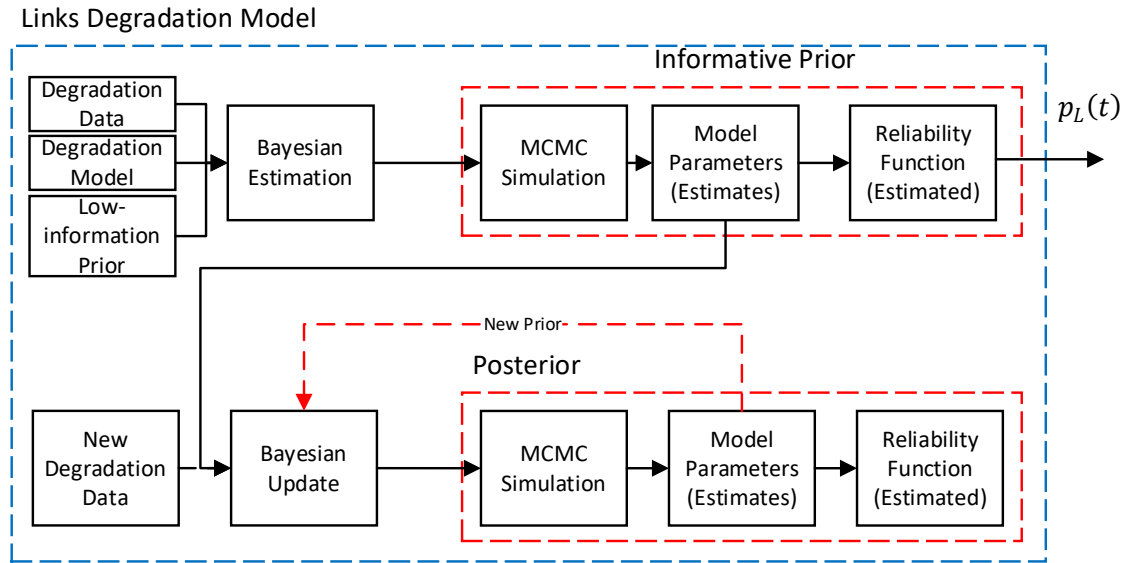 Links Degradation Model
Informative Prior
Degradation
Data
Degradation
Model
Low-
information
Prior
Bayesian
Estimation
MCMC
Simulation
Model
Parameters
(Estimates)
Reliability
Function
(Estimated)
p_L(t)
New Prior
Posterior
New
Degradation
Data
Bayesian
Update
MCMC
Simulation
Model
Parameters
(Estimates)
Reliability
Function
(Estimated)